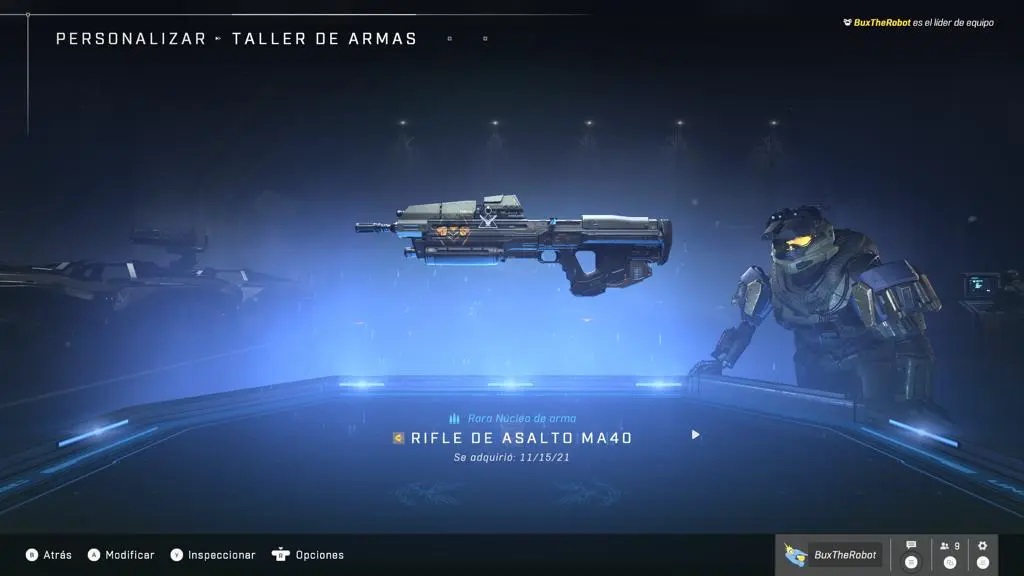 PERSONALIZAR ▸ TALLER DE ARMAS
BuxTheRobot es el líder de equipo
Rara Núcleo de arma
RIFLE DE ASALTO MA40
Se adquirió: 11/15/21
B Atrás A Modificar Y Inspeccionar R Opciones
BuxTheRobot 9